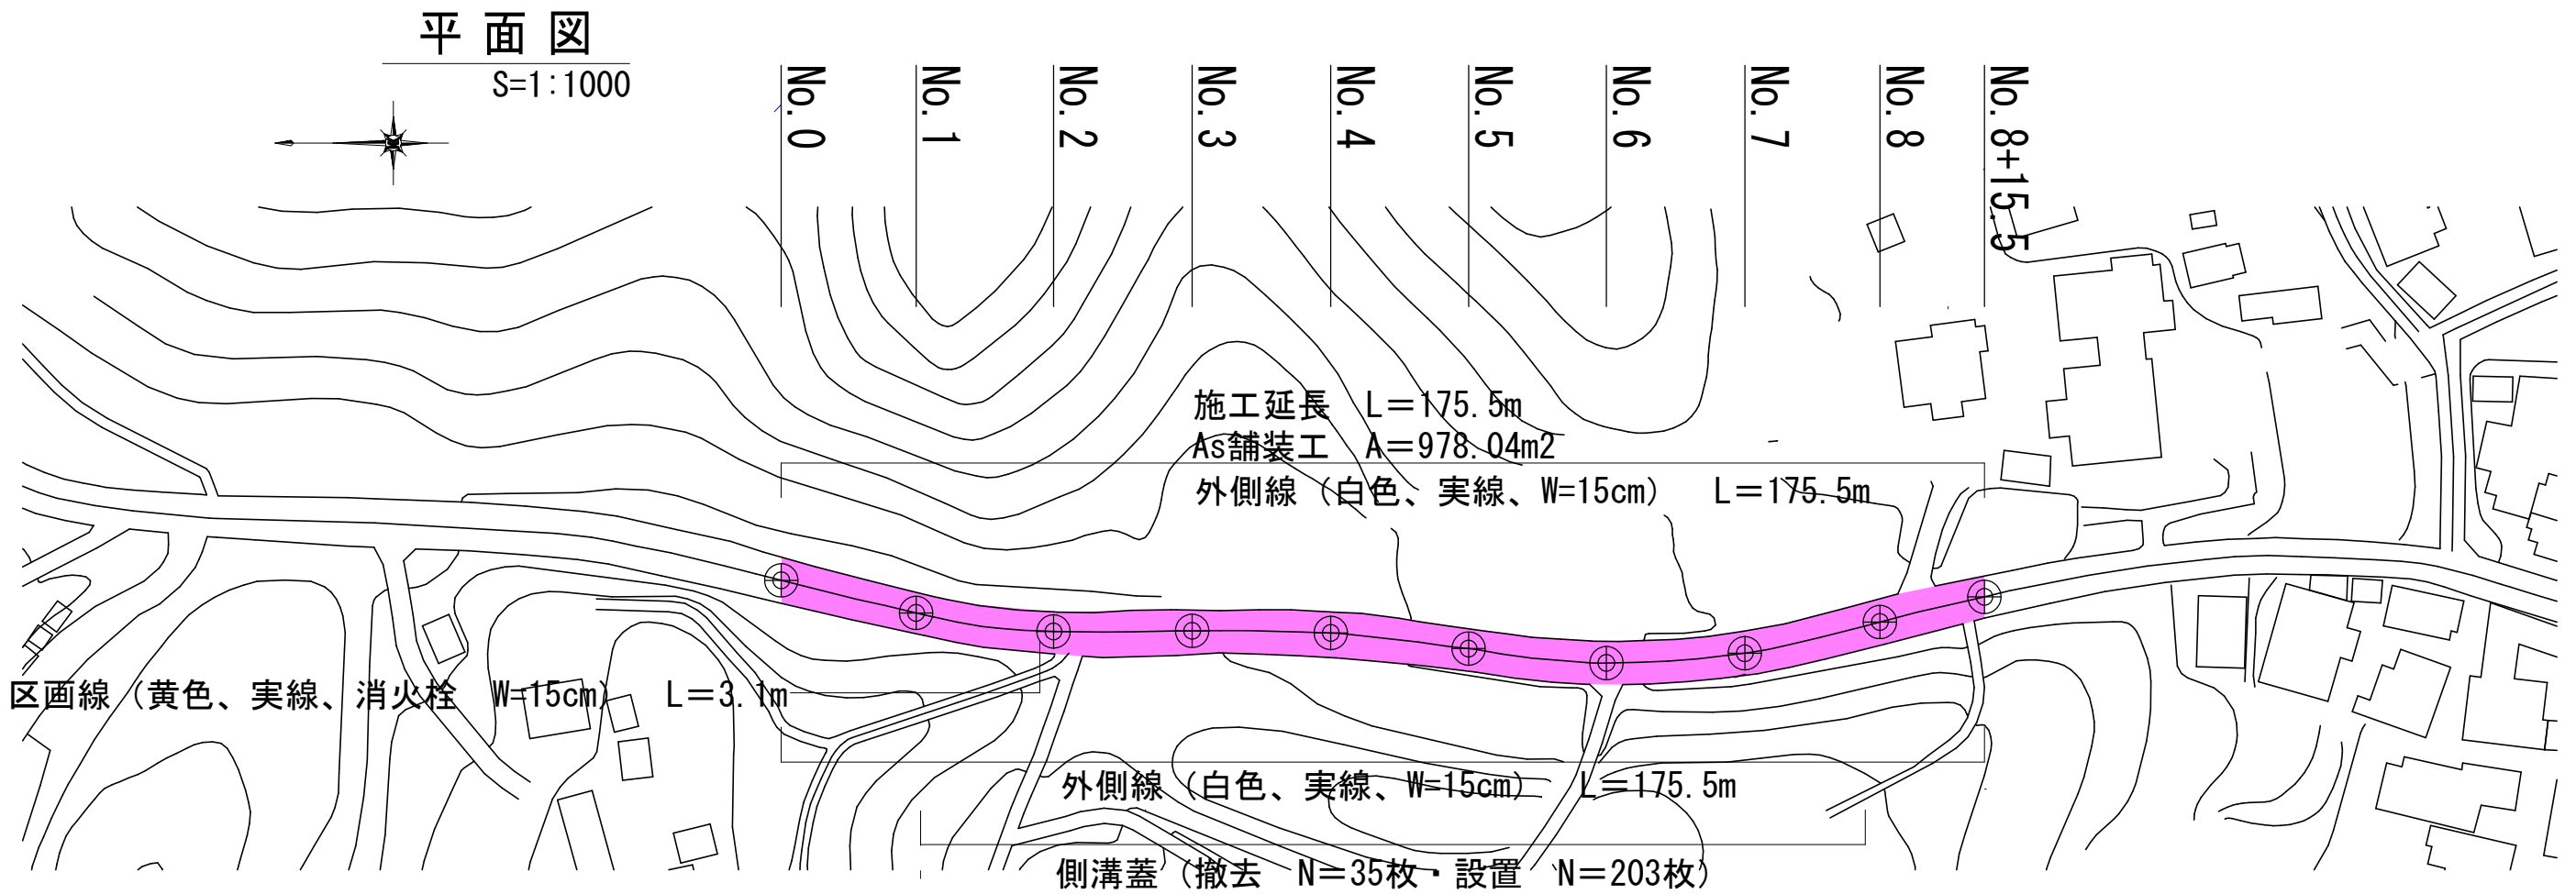 平 面 図
S=1:1000
No.0
No.1
No.2
No.3
No.4
No.5
No.6
No.7
No.8
No.8+15.5
施工延長　L＝175.5m
As舗装工　A＝978.04m2
外側線（白色、実線、W=15cm）　L＝175.5m
区画線（黄色、実線、消火栓　W=15cm）　L＝3.1m
外側線（白色、実線、W=15cm）　L＝175.5m
側溝蓋（撤去　N＝35枚・設置　N＝203枚）